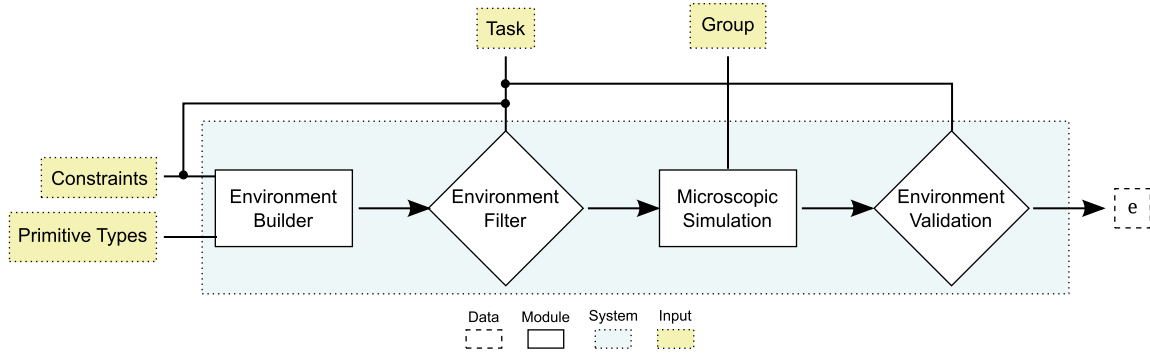 Task
Group
Constraints
Primitive Types
Environment
Builder
Environment
Filter
Microscopic
Simulation
Environment
Validation
e
Data
Module
System
Input